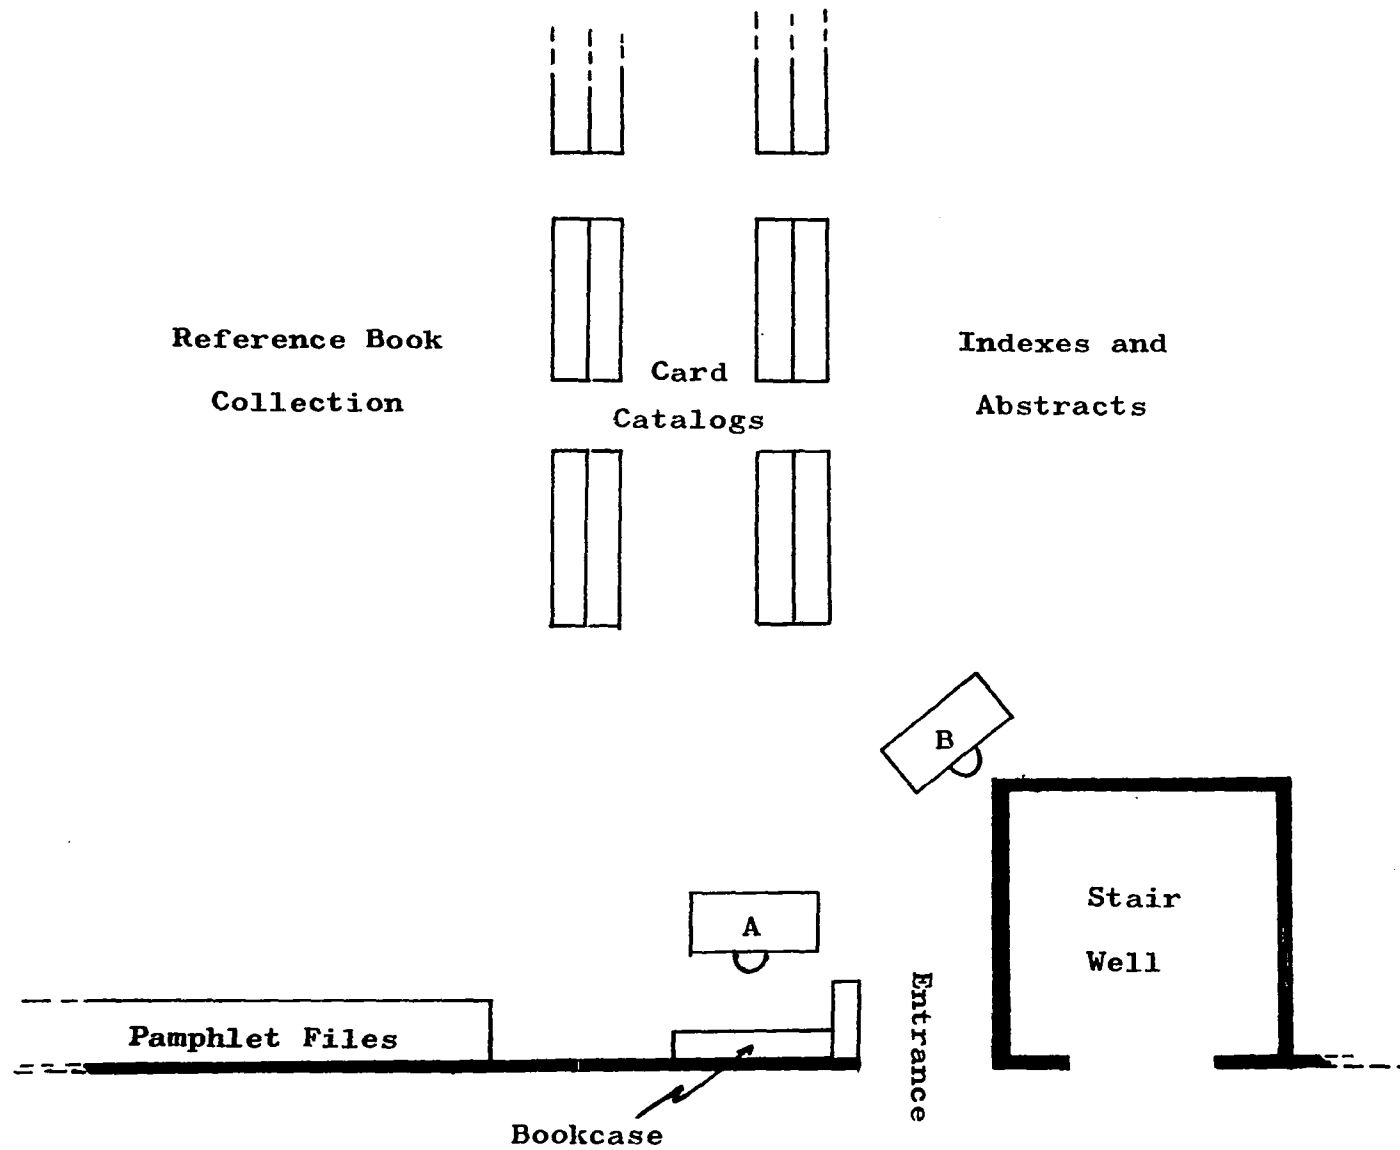 Reference Book
Collection
Card
Catalogs
Indexes and
Abstracts
B
A
Stair
Well
Entrance
Pamphlet Files
Bookcase